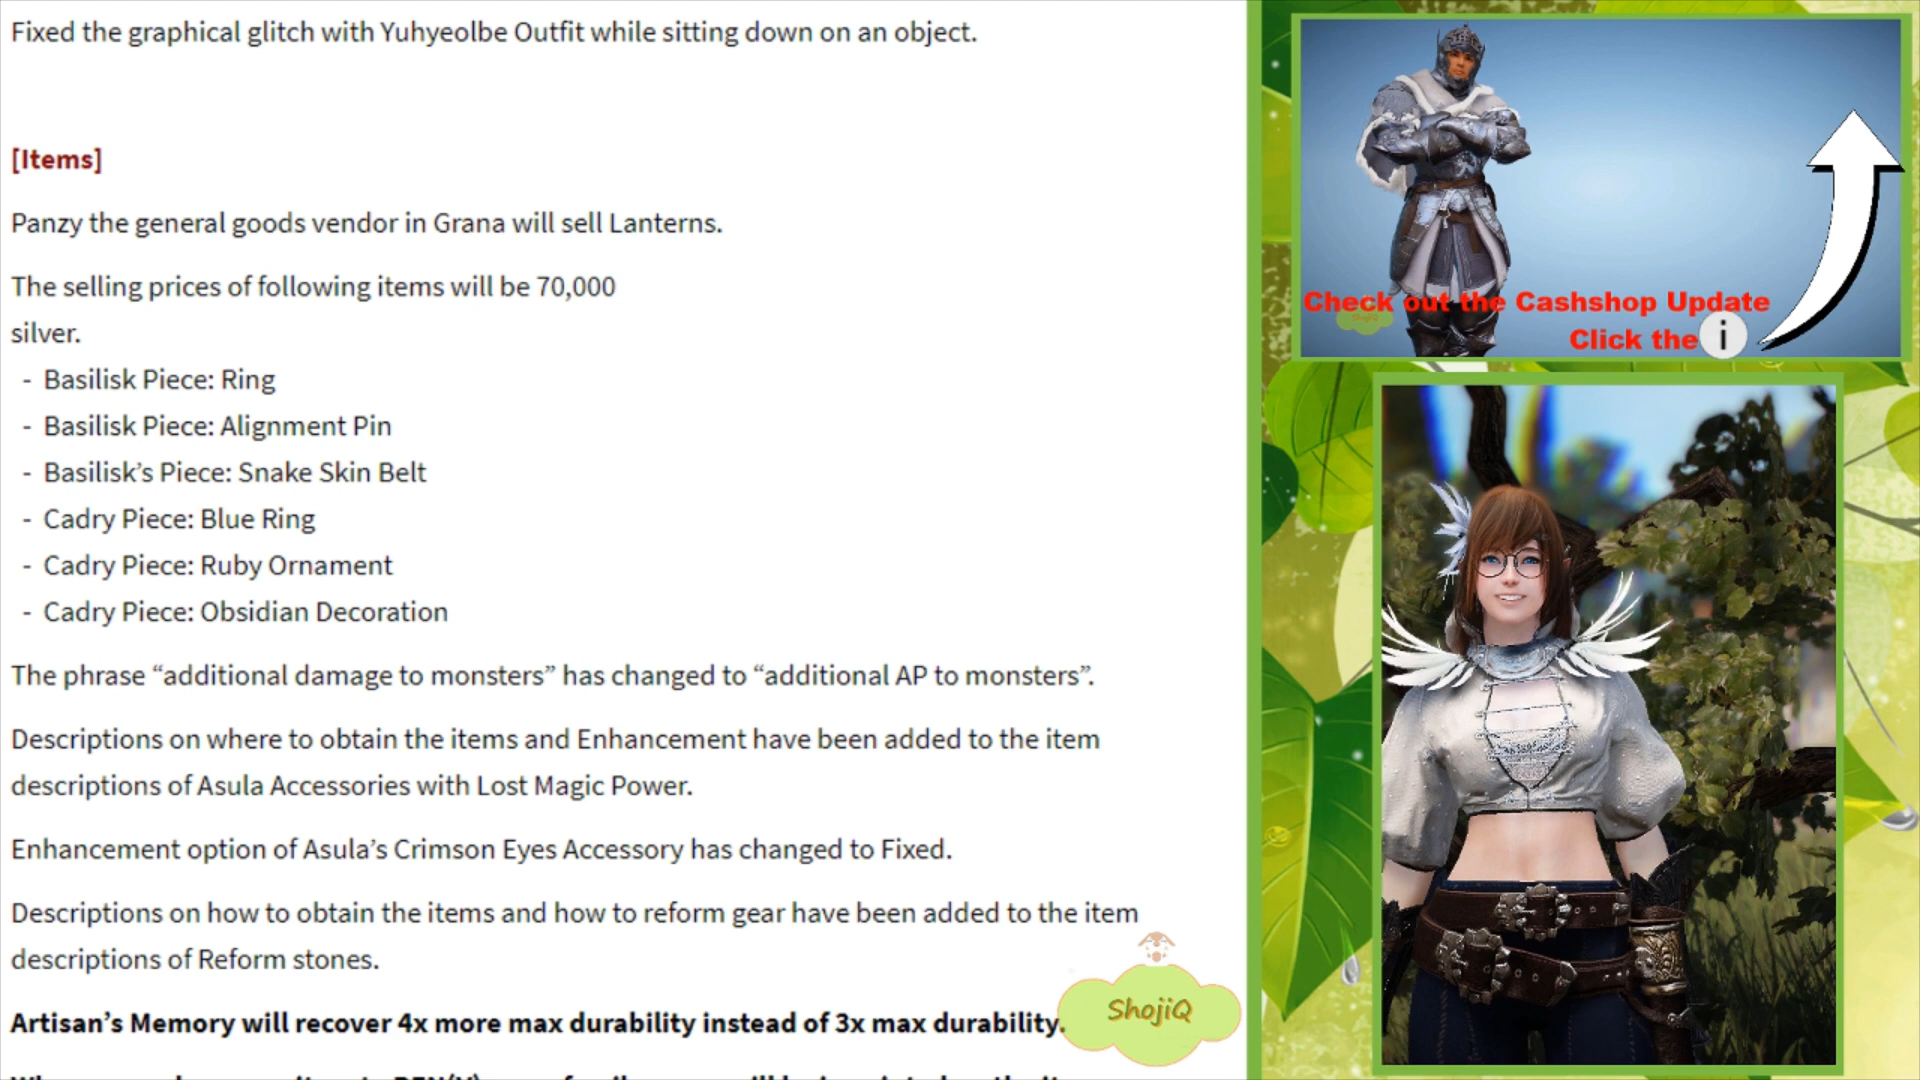 Fixed the graphical glitch with Yuhyeolbe Outfit while sitting down on an object.
[Items]
Panzy the general goods vendor in Grana will sell Lanterns.
The selling prices of following items will be 70,000
silver.
- Basilisk Piece: Ring
- Basilisk Piece: Alignment Pin
- Basilisk’s Piece: Snake Skin Belt
- Cadry Piece: Blue Ring
- Cadry Piece: Ruby Ornament
- Cadry Piece: Obsidian Decoration
The phrase “additional damage to monsters” has changed to “additional AP to monsters”.
Descriptions on where to obtain the items and Enhancement have been added to the item
descriptions of Asula Accessories with Lost Magic Power.
Enhancement option of Asula’s Crimson Eyes Accessory has changed to Fixed.
Descriptions on how to obtain the items and how to reform gear have been added to the item
descriptions of Reform stones.
Artisan’s Memory will recover 4x more max durability instead of 3x max durability.
Check out the Cashshop Update
Click the i
ShojiQ